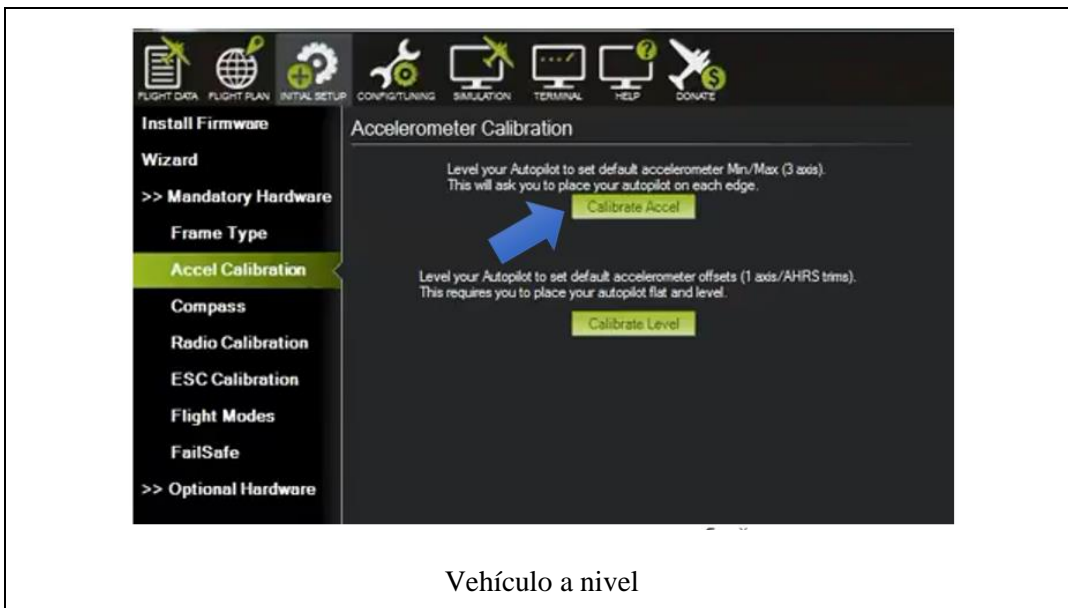 FLIGHT DATA FLIGHT PLAN INITIAL SETUP CONFIG/TUNING SIMULATION TERMINAL HELP DONATE
Install Firmware
Accelerometer Calibration
Wizard
Level your Autopilot to set default accelerometer Min/Max (3 axis).
This will ask you to place your autopilot on each edge.
>> Mandatory Hardware
Calibrate Accel
Frame Type
Accel Calibration
Level your Autopilot to set default accelerometer offsets (1 axis/AHRS trims).
This requires you to place your autopilot flat and level.
Compass
Calibrate Level
Radio Calibration
ESC Calibration
Flight Modes
FailSafe
>> Optional Hardware
Vehículo a nivel